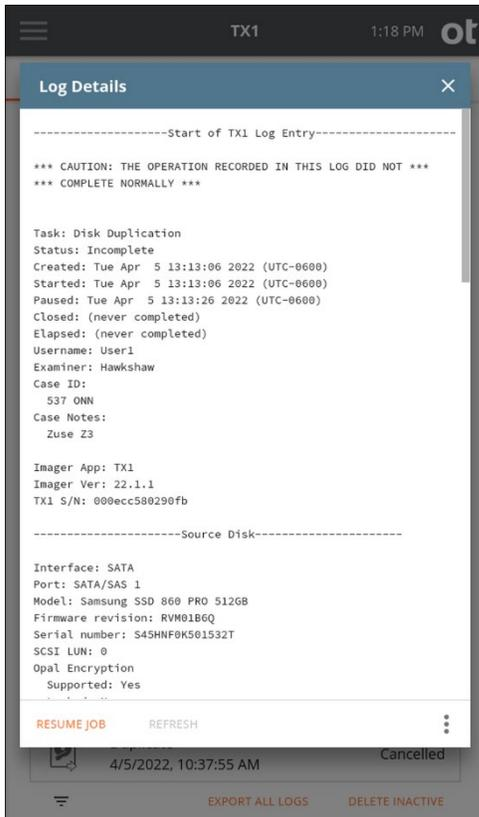 TX1
1:18 PM
ot
Log Details
--------------------Start of TX1 Log Entry---------------------
*** CAUTION: THE OPERATION RECORDED IN THIS LOG DID NOT ***
*** COMPLETE NORMALLY ***
Task: Disk Duplication
Status: Incomplete
Created: Tue Apr  5 13:13:06 2022 (UTC-0600)
Started: Tue Apr  5 13:13:06 2022 (UTC-0600)
Paused: Tue Apr  5 13:13:26 2022 (UTC-0600)
Closed: (never completed)
Elapsed: (never completed)
Username: User1
Examiner: Hawkshaw
Case ID:
537 ONN
Case Notes:
Zuse Z3
Imager App: TX1
Imager Ver: 22.1.1
TX1 S/N: 000ecc580290fb
----------------------Source Disk----------------------
Interface: SATA
Port: SATA/SAS 1
Model: Samsung SSD 860 PRO 512GB
Firmware revision: RVM01B6Q
Serial number: S45HNF0K501532T
SCSI LUN: 0
Opal Encryption
Supported: Yes
RESUME JOB
REFRESH
4/5/2022, 10:37:55 AM
Cancelled
EXPORT ALL LOGS
DELETE INACTIVE